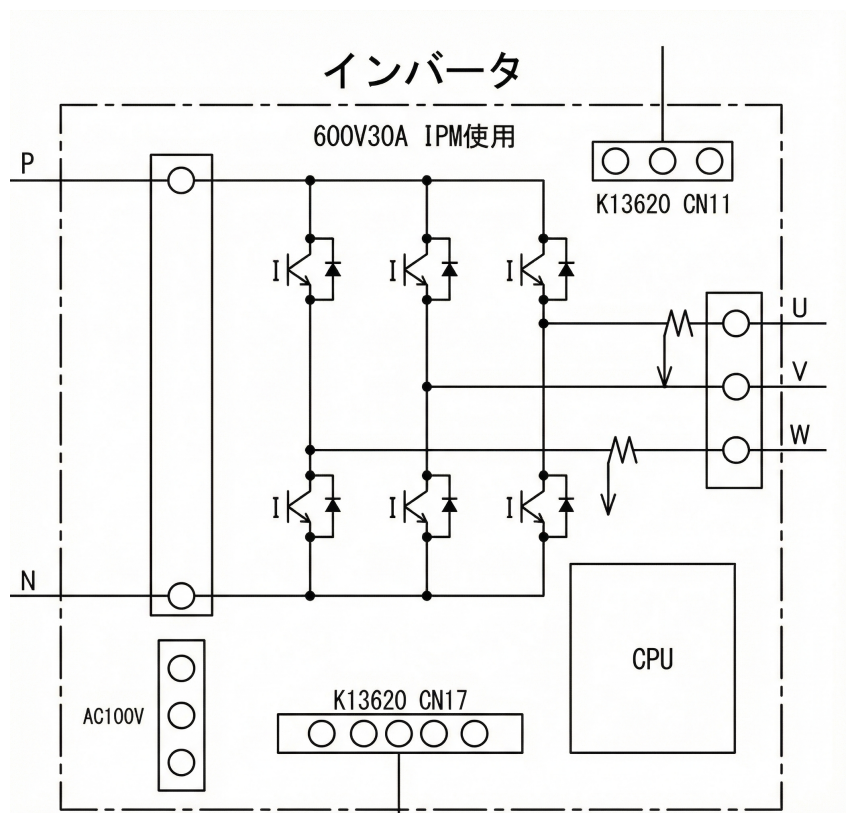 インバータ
600V30A IPM使用
P
K13620 CN11
I
I
I
U
V
W
I
I
I
N
CPU
K13620 CN17
AC100V